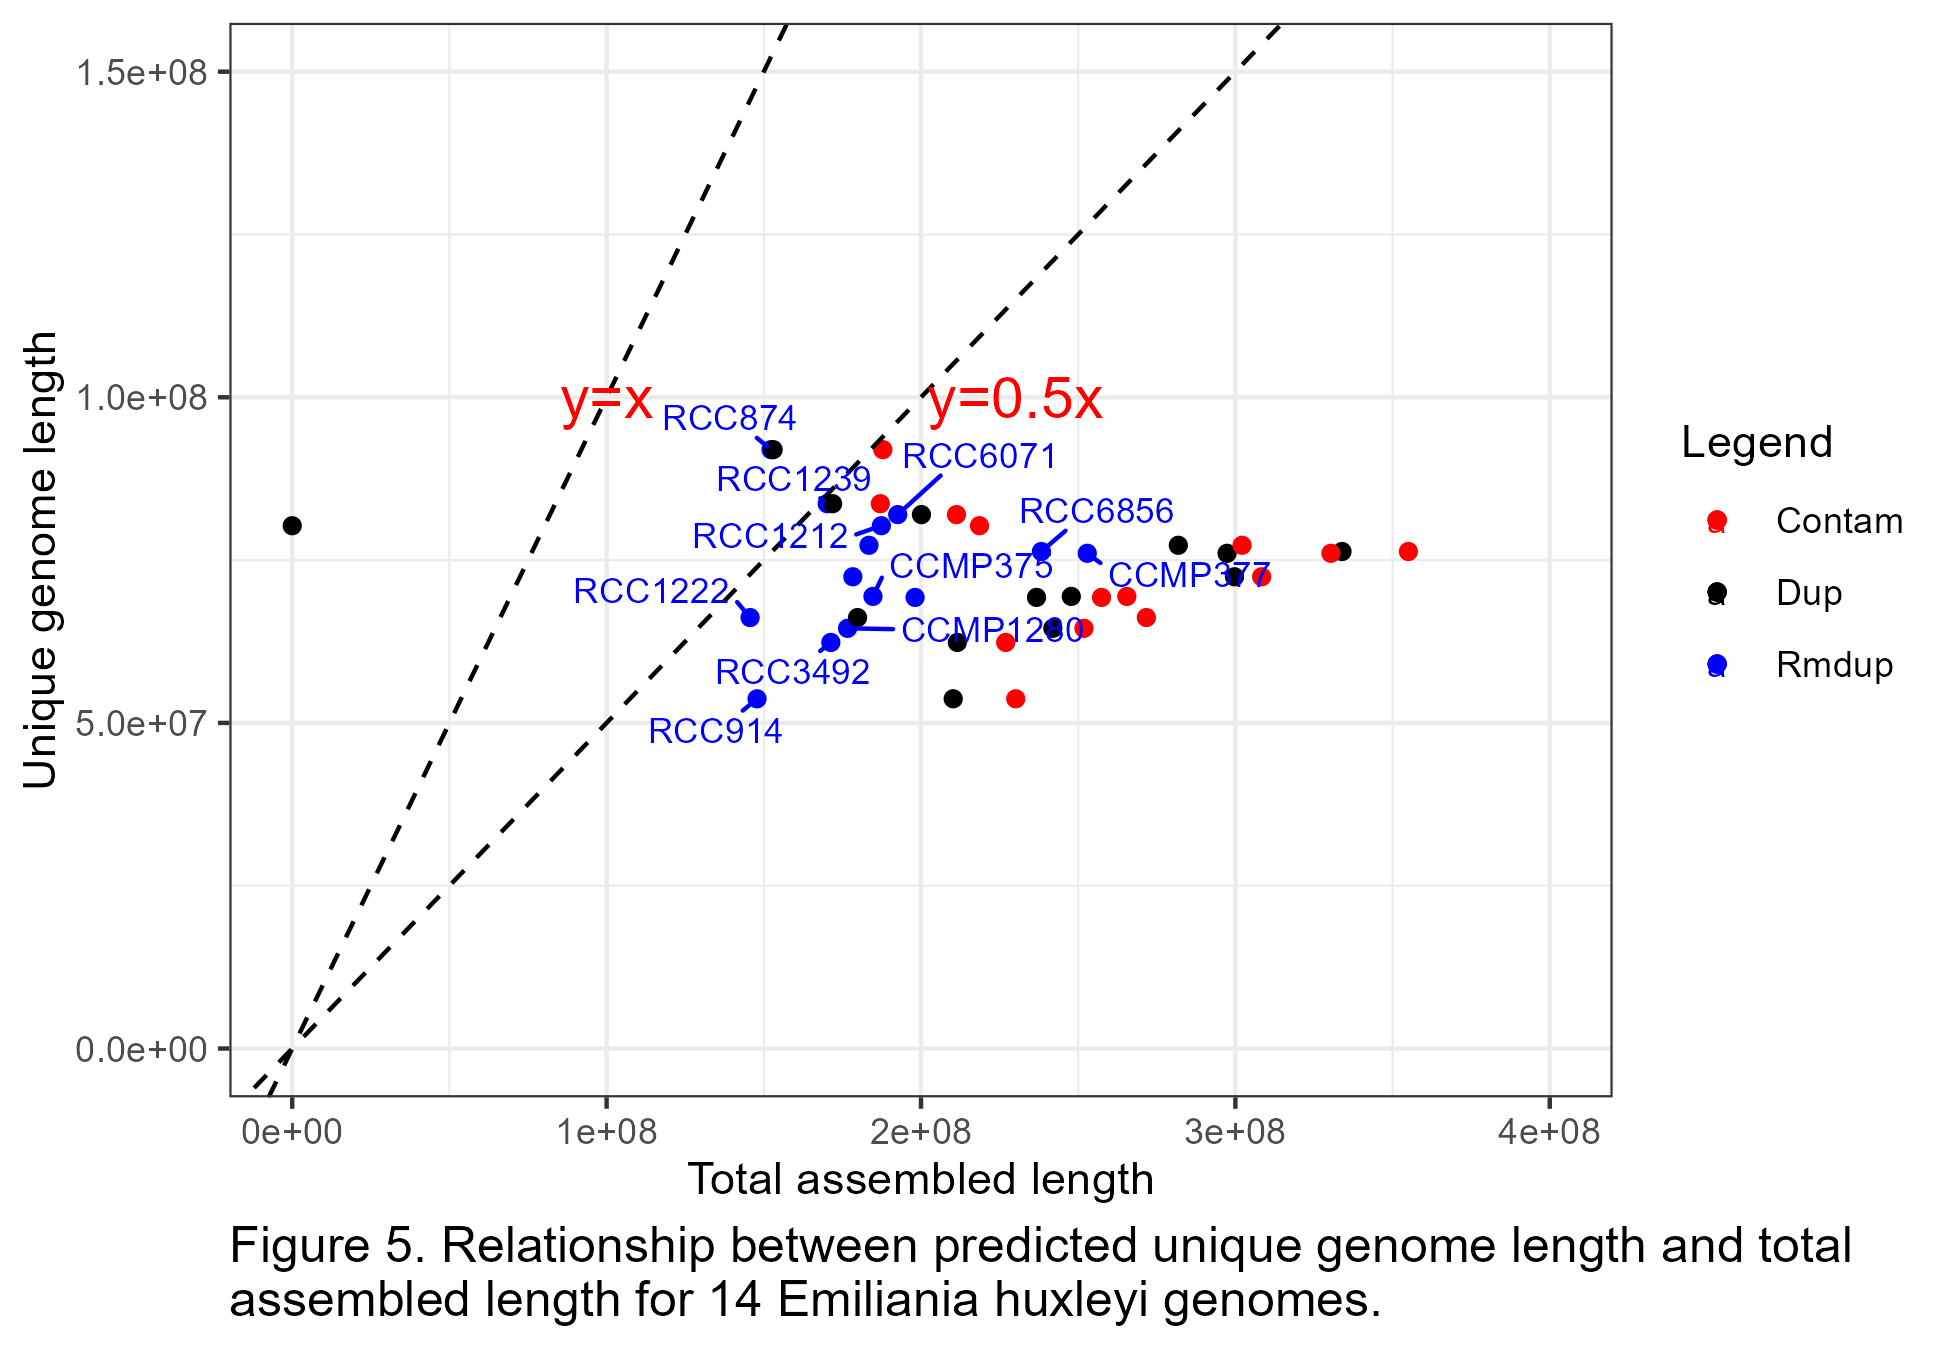 1.5e+08
1.0e+08
5.0e+07
0.0e+00
Unique genome length
y=x
y=0.5x
RCC874
RCC6071
RCC1239
RCC6856
RCC1212
CCMP375
CCMP377
RCC1222
CCMP1280
RCC3492
RCC914
0e+00
1e+08
2e+08
3e+08
4e+08
Total assembled length
Legend
a Contam
a Dup
a Rmdup
Figure 5. Relationship between predicted unique genome length and total
assembled length for 14 Emiliania huxleyi genomes.